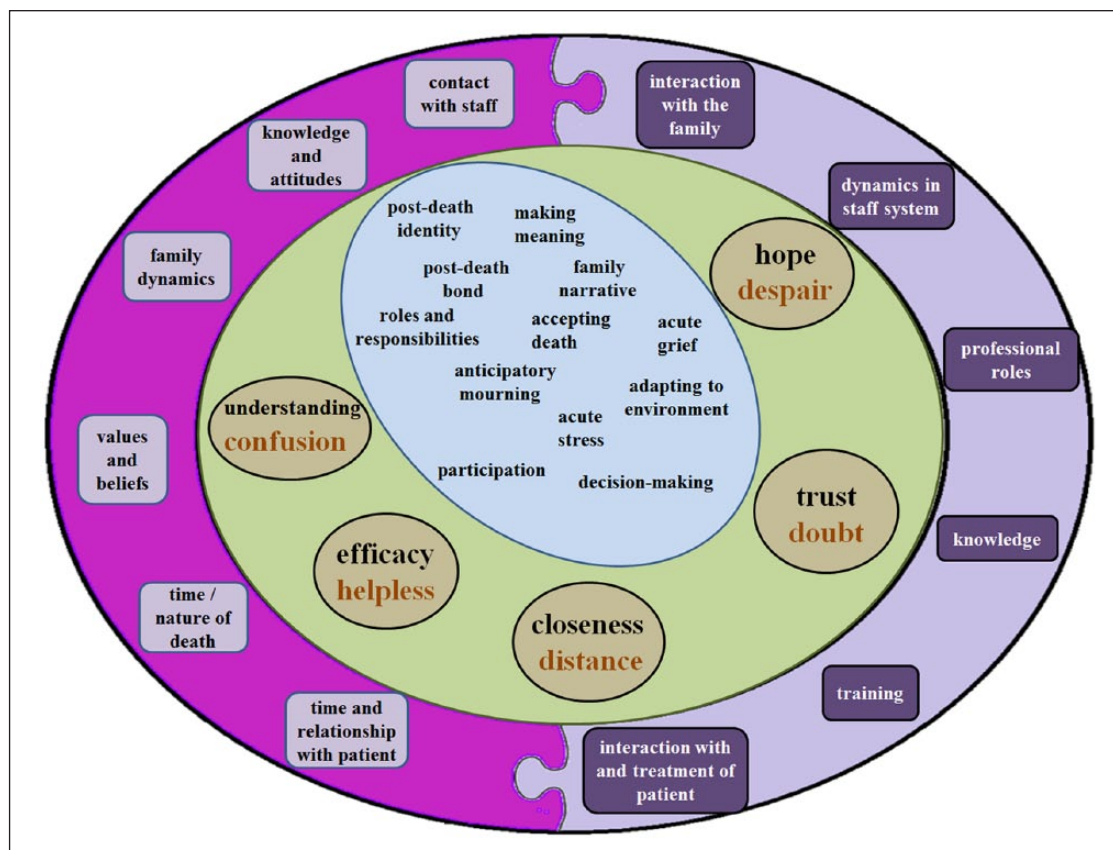 contact
with staff
knowledge
and
attitudes
family
dynamics
values
and
beliefs
time /
nature of
death
time and
relationship
with patient
interaction
with the
family
dynamics in
staff system
professional
roles
knowledge
training
interaction with
and treatment of
patient
post-death
identity
making
meaning
post-death
bond
family
narrative
roles and
responsibilities
accepting
death
acute
grief
anticipatory
mourning
adapting to
environment
acute
stress
participation
decision-making
hope
despair
understanding
confusion
trust
doubt
efficacy
helpless
closeness
distance